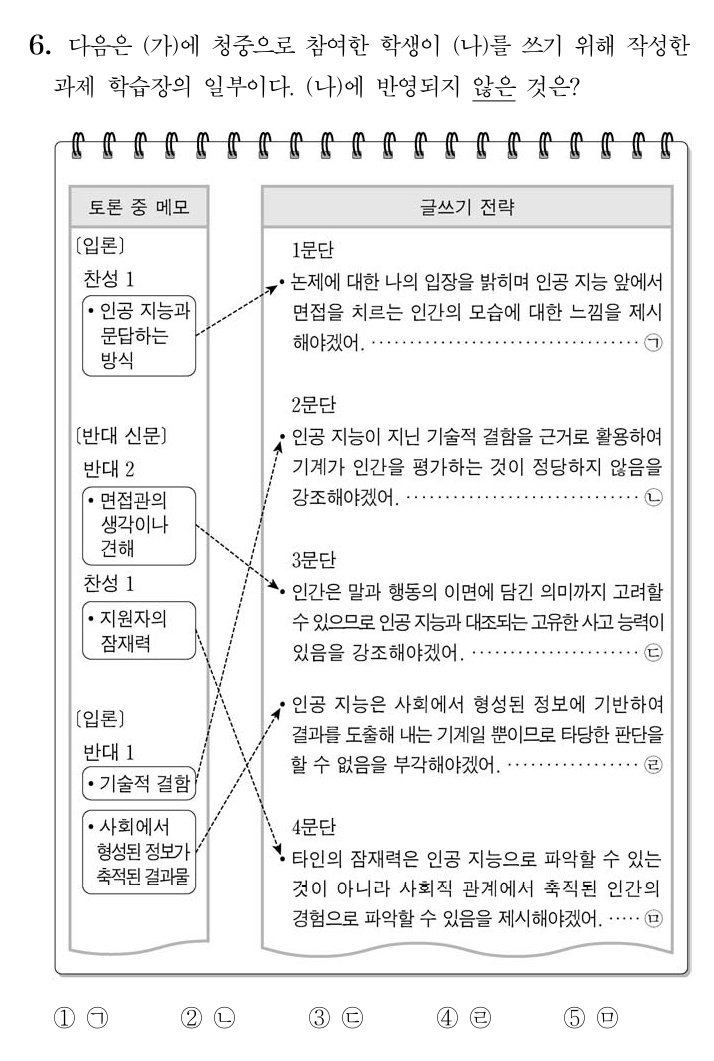 6. 다음은 (가)에 청중으로 참여한 학생이 (나)를 쓰기 위해 작성한
과제 학습장의 일부이다. (나)에 반영되지 않은 것은?
토론 중 메모
[입론]
찬성 1
• 인공 지능과
문답하는
방식
[반대 신문]
반대 2
• 면접관의
생각이나
견해
찬성 1
• 지원자의
잠재력
[입론]
반대 1
• 기술적 결함
• 사회에서
형성된 정보가
축적된 결과물
글쓰기 전략
1문단
• 논제에 대한 나의 입장을 밝히며 인공 지능 앞에서
면접을 치르는 인간의 모습에 대한 느낌을 제시
해야겠어. ················································ ㉠
2문단
• 인공 지능이 지닌 기술적 결함을 근거로 활용하여
기계가 인간을 평가하는 것이 정당하지 않음을
강조해야겠어. ········································ ㉡
3문단
• 인간은 말과 행동의 이면에 담긴 의미까지 고려할
수 있으므로 인공 지능과 대조되는 고유한 사고 능력이
있음을 강조해야겠어. ···························· ㉢
• 인공 지능은 사회에서 형성된 정보에 기반하여
결과를 도출해 내는 기계일 뿐이므로 타당한 판단을
할 수 없음을 부각해야겠어. ···················· ㉣
4문단
• 타인의 잠재력은 인공 지능으로 파악할 수 있는
것이 아니라 사회적 관계에서 축적된 인간의
경험으로 파악할 수 있음을 제시해야겠어. ····· ㉤
① ㉠ ② ㉡ ③ ㉢ ④ ㉣ ⑤ ㉤